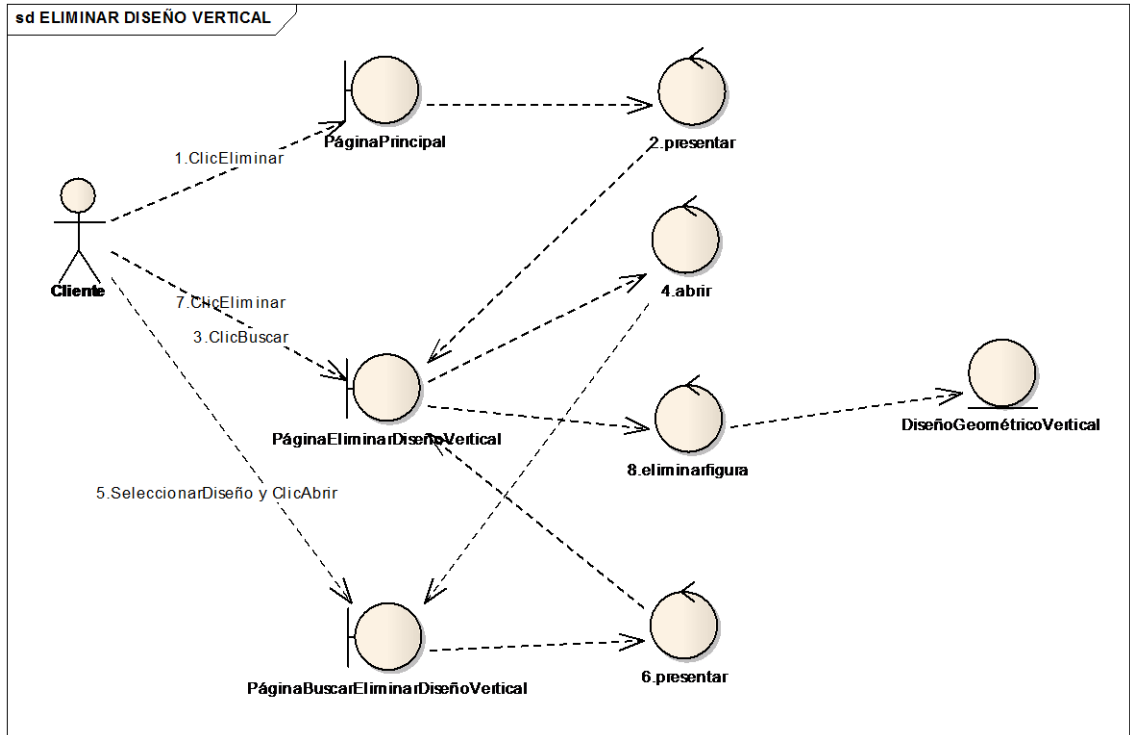 sd ELIMINAR DISEÑO VERTICAL
PáginaPrincipal
2.presentar
1.ClicEliminar
Cliente
4.abrir
7.ClicEliminar
3.ClicBuscar
DiseñoGeométricoVertical
PáginaEliminarDiseñoVertical
8.eliminarfigura
5.SeleccionarDiseño y ClicAbrir
PáginaBuscarEliminarDiseñoVertical
6.presentar